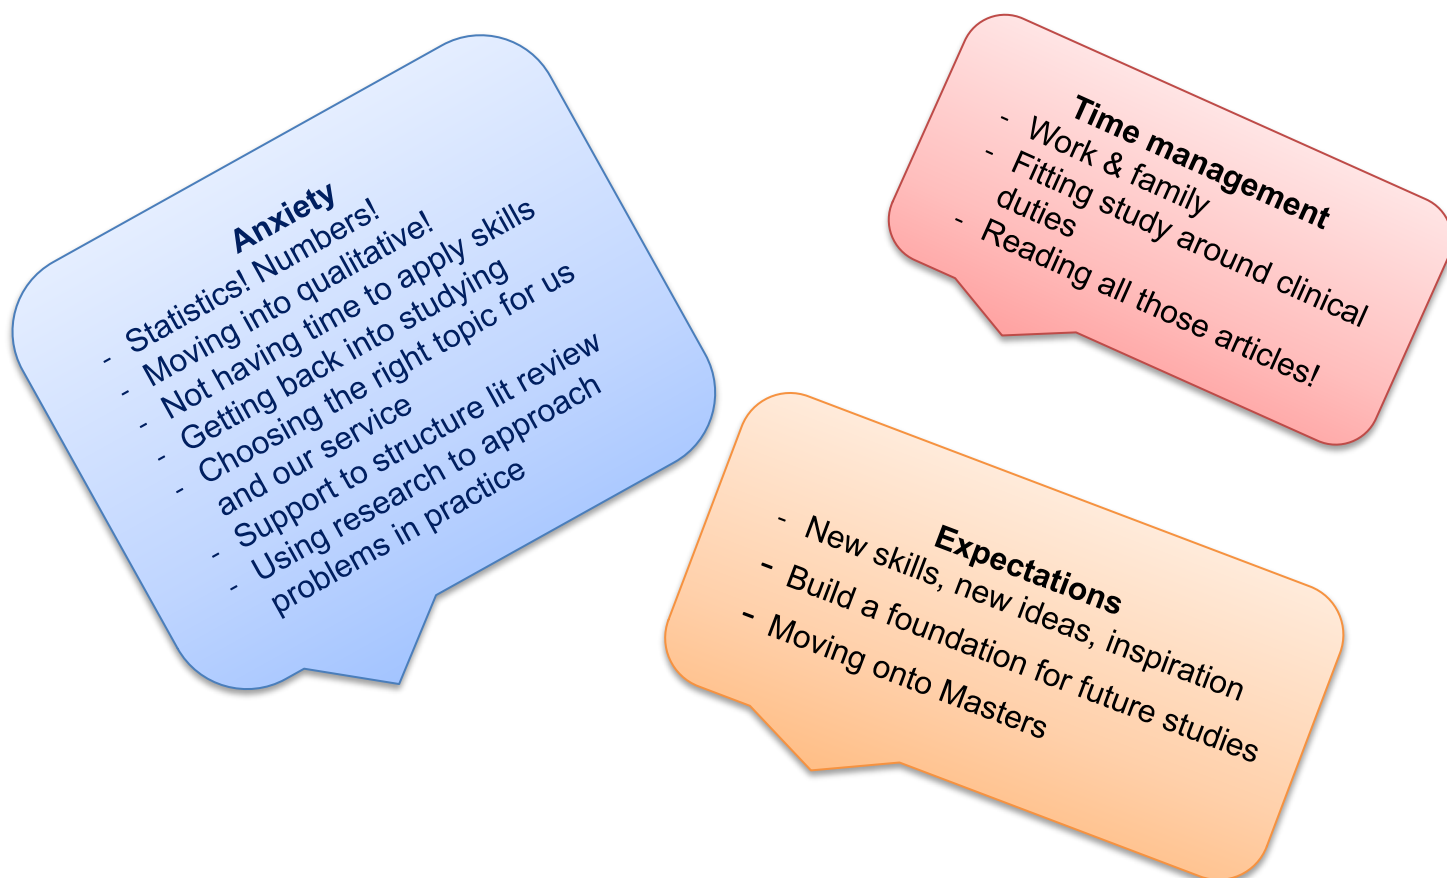 Anxiety
- Statistics! Numbers!
- Moving into qualitative!
- Not having time to apply skills
- Getting back into studying
- Choosing the right topic for us
and our service
- Support to structure lit review
- Using research to approach
problems in practice
Time management
- Work & family
- Fitting study around clinical
duties
- Reading all those articles!
Expectations
- New skills, new ideas, inspiration
- Build a foundation for future studies
- Moving onto Masters